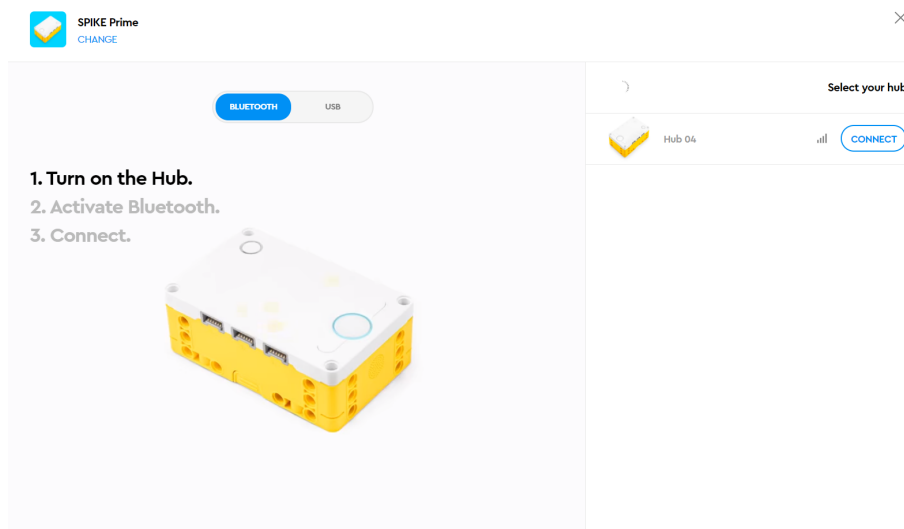 SPIKE Prime
CHANGE
BLUETOOTH
USB
1. Turn on the Hub.
2. Activate Bluetooth.
3. Connect.
Select your hub
Hub 04
CONNECT